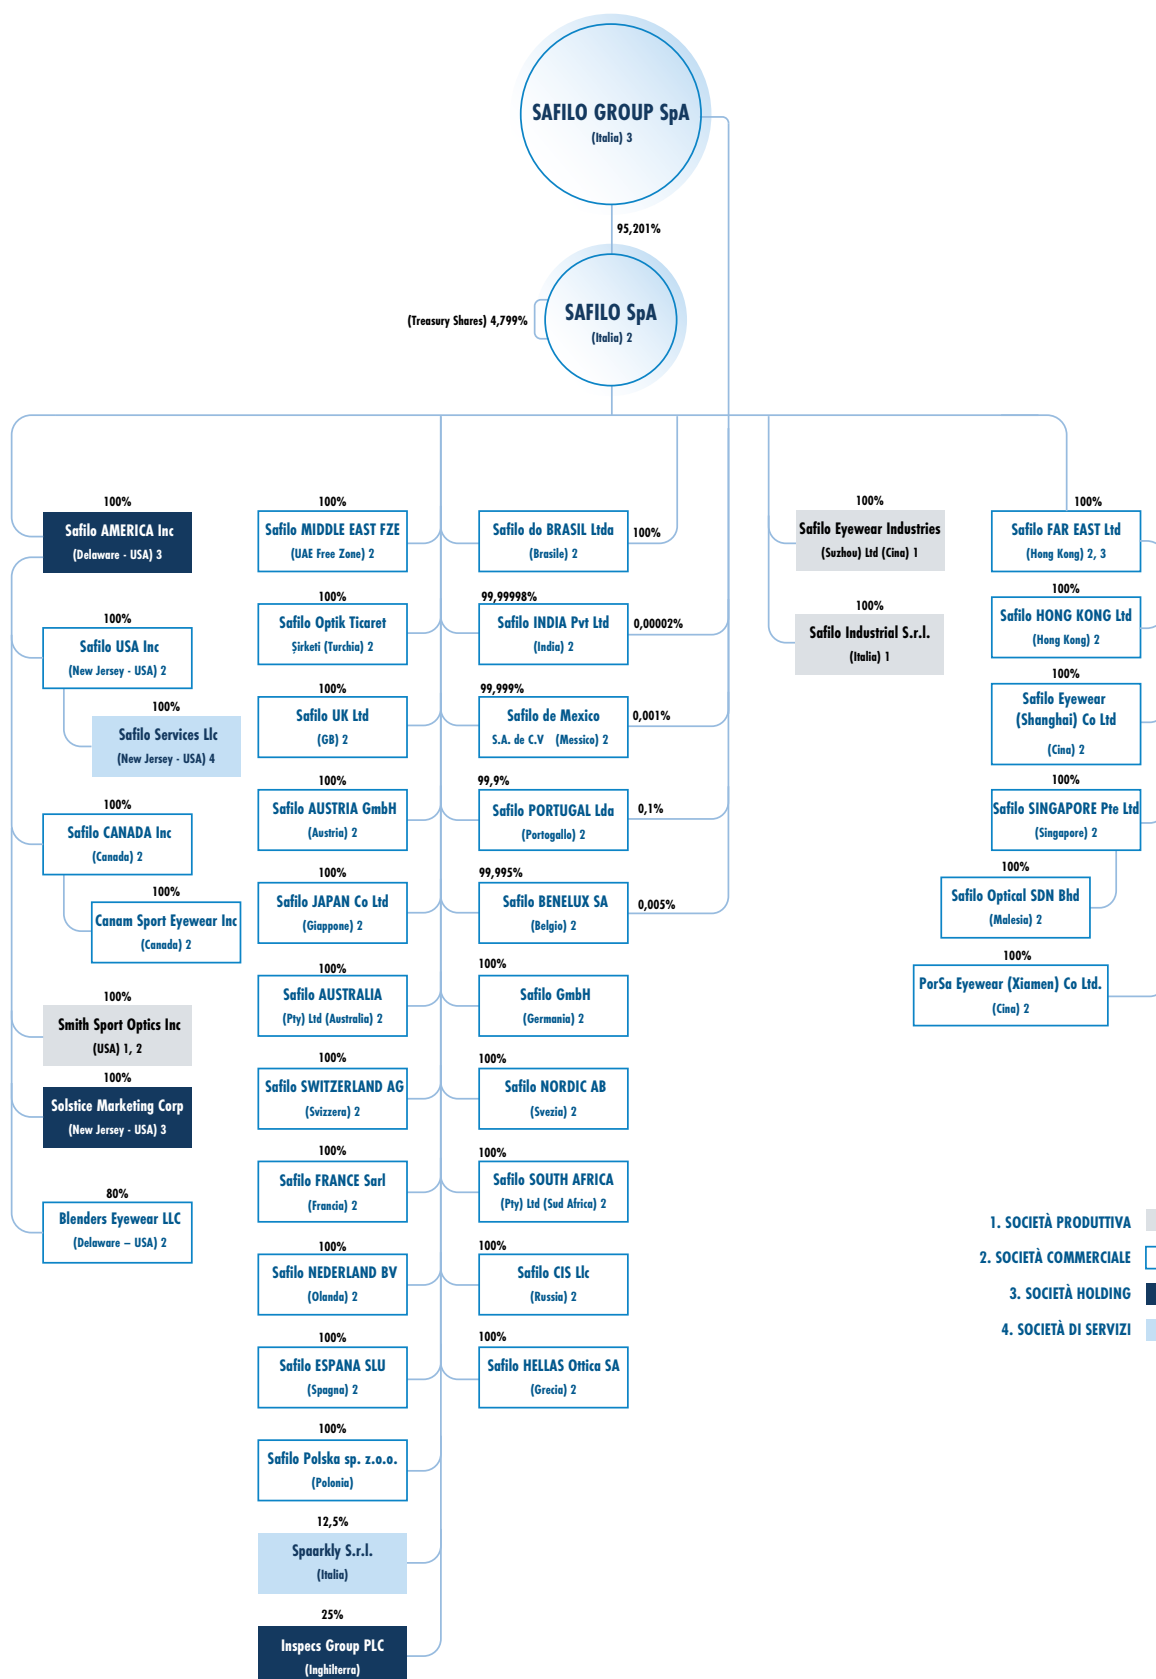 SAFILO GROUP SpA
(Italia) 3
95,201%
SAFILO SpA
(Italia) 2
(Treasury Shares) 4,799%
100%
Safilo AMERICA Inc
(Delaware - USA) 3
100%
Safilo USA Inc
(New Jersey - USA) 2
100%
Safilo Services Llc
(New Jersey - USA) 4
100%
Safilo CANADA Inc
(Canada) 2
100%
Canam Sport Eyewear Inc
(Canada) 2
100%
Smith Sport Optics Inc
(USA) 1, 2
100%
Solstice Marketing Corp
(New Jersey - USA) 3
80%
Blenders Eyewear LLC
(Delaware – USA) 2
100%
Safilo MIDDLE EAST FZE
(UAE Free Zone) 2
100%
Safilo Optik Ticaret
Şirketi (Turchia) 2
100%
Safilo UK Ltd
(GB) 2
100%
Safilo AUSTRIA GmbH
(Austria) 2
100%
Safilo JAPAN Co Ltd
(Giappone) 2
100%
Safilo AUSTRALIA
(Pty) Ltd (Australia) 2
100%
Safilo SWITZERLAND AG
(Svizzera) 2
100%
Safilo FRANCE Sarl
(Francia) 2
100%
Safilo NEDERLAND BV
(Olanda) 2
100%
Safilo ESPANA SLU
(Spagna) 2
100%
Safilo Polska sp. z.o.o.
(Polonia)
12,5%
Spaarkly S.r.l.
(Italia)
25%
Inspecs Group PLC
(Inghilterra)
Safilo do BRASIL Ltda
(Brasile) 2
100%
99,99998%
Safilo INDIA Pvt Ltd
(India) 2
0,00002%
99,999%
Safilo de Mexico
S.A. de C.V (Messico) 2
0,001%
99,9%
Safilo PORTUGAL Lda
(Portogallo) 2
0,1%
99,995%
Safilo BENELUX SA
(Belgio) 2
0,005%
100%
Safilo GmbH
(Germania) 2
100%
Safilo NORDIC AB
(Svezia) 2
100%
Safilo SOUTH AFRICA
(Pty) Ltd (Sud Africa) 2
100%
Safilo CIS Llc
(Russia) 2
100%
Safilo HELLAS Ottica SA
(Grecia) 2
100%
Safilo Eyewear Industries
(Suzhou) Ltd (Cina) 1
100%
Safilo Industrial S.r.l.
(Italia) 1
100%
Safilo FAR EAST Ltd
(Hong Kong) 2, 3
100%
Safilo HONG KONG Ltd
(Hong Kong) 2
100%
Safilo Eyewear
(Shanghai) Co Ltd
(Cina) 2
100%
Safilo SINGAPORE Pte Ltd
(Singapore) 2
100%
Safilo Optical SDN Bhd
(Malesia) 2
100%
PorSa Eyewear (Xiamen) Co Ltd.
(Cina) 2
1. SOCIETÀ PRODUTTIVA
2. SOCIETÀ COMMERCIALE
3. SOCIETÀ HOLDING
4. SOCIETÀ DI SERVIZI